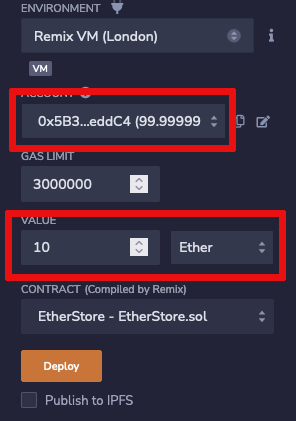 ENVIRONMENT
Remix VM (London)
VM
ACCOUNT
0x5B3...eddC4 (99.99999
GAS LIMIT
3000000
VALUE
10 Ether
CONTRACT (Compiled by Remix)
EtherStore - EtherStore.sol
Deploy
Publish to IPFS